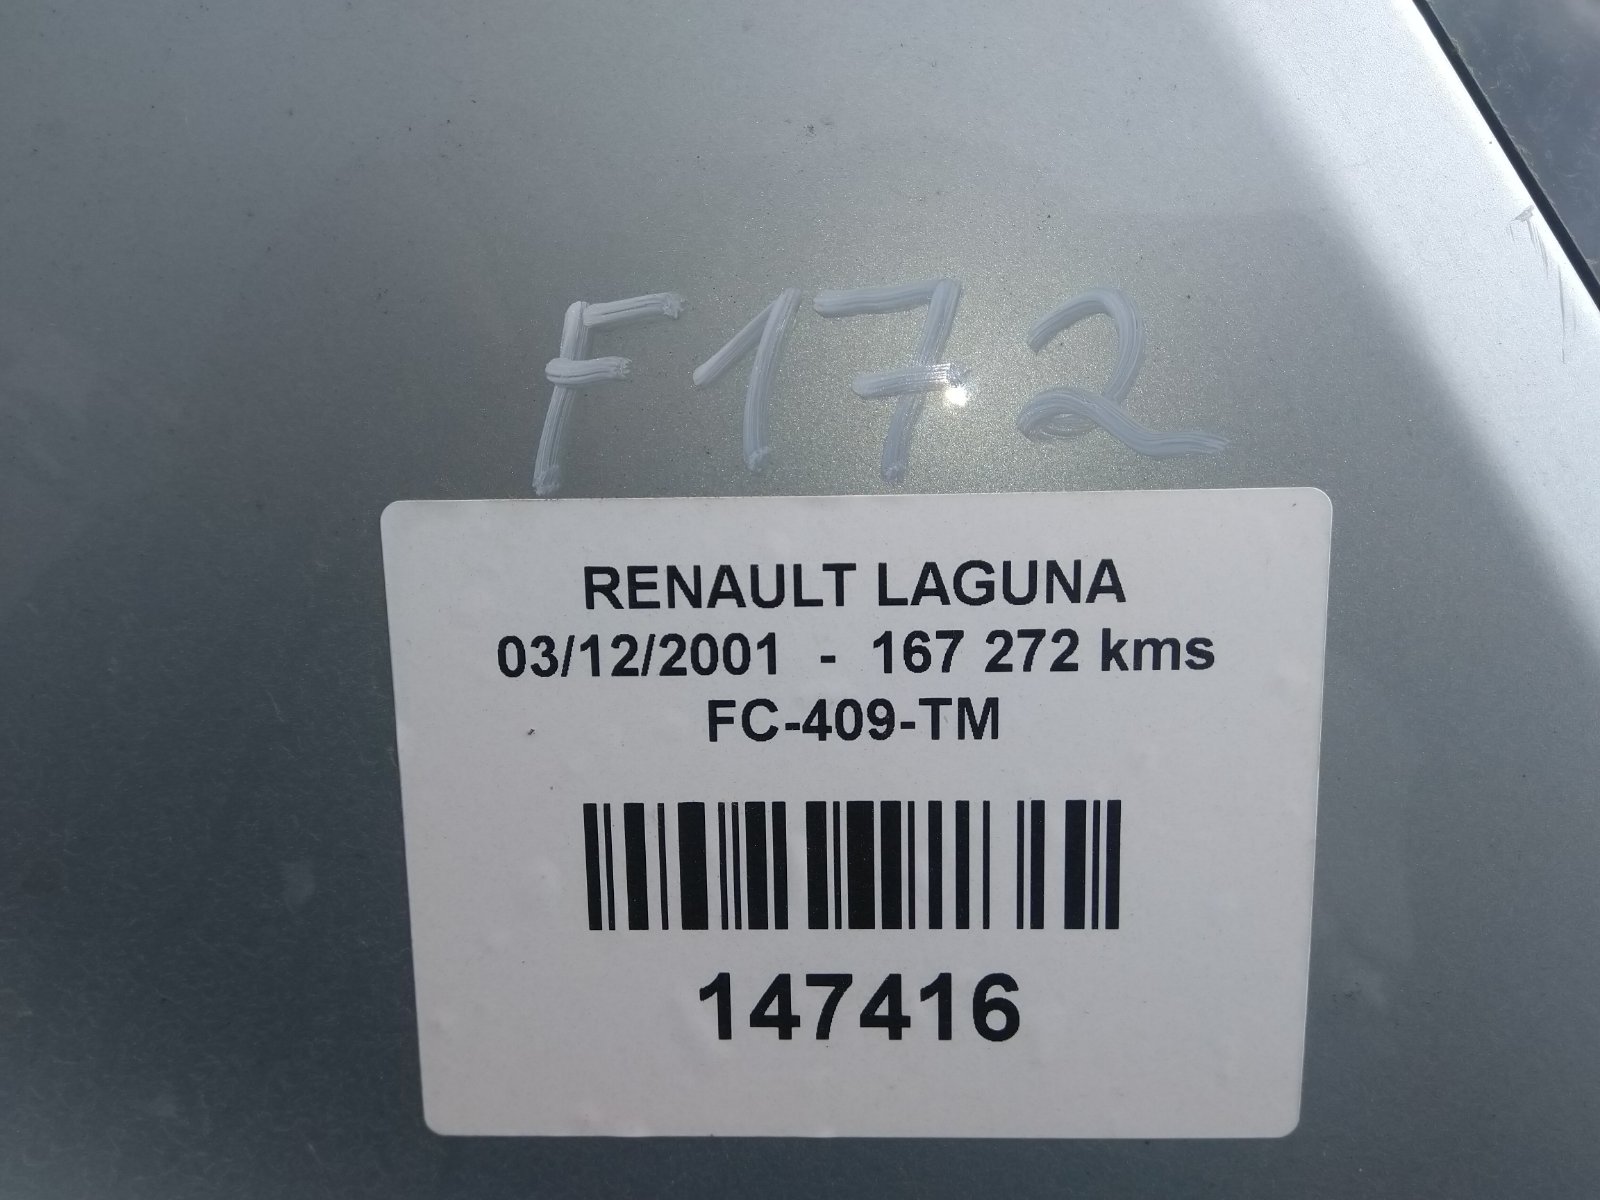 F172
RENAULT LAGUNA
03/12/2001 - 167 272 kms
FC-409-TM
147416